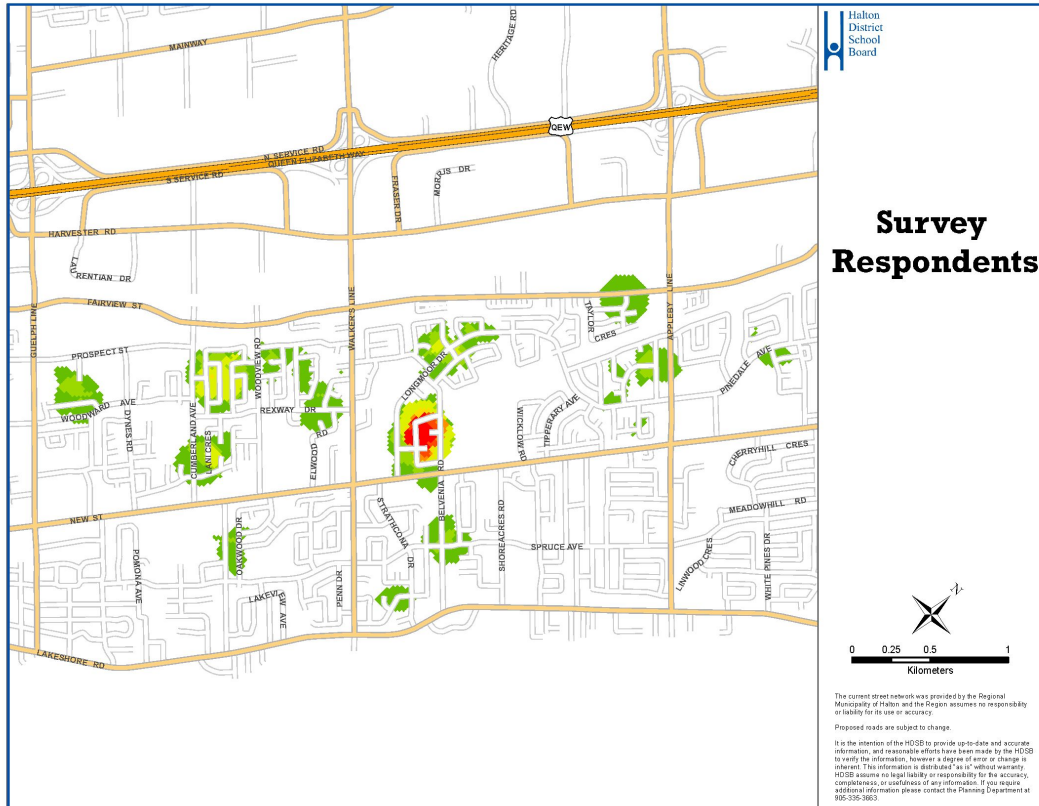 Halton
District
School
Board
Survey
Respondents
MAINWAY
HERITAGE RD
QEW
N SERVICE RD
QUEEN ELIZABETH WAY
S SERVICE RD
FRASER DR
MORRIS DR
HARVESTER RD
LAURENTIAN DR
FAIRVIEW ST
GUELPH LINE
WALKER'S LINE
APPLEBY LINE
TAYLOR CRES
PROSPECT ST
WOODVIEW RD
LONGMOOR DR
PINEDALE AVE
WOODWARD AVE
DYNES RD
CUMBERLAND AVE
LANI CRES
REXWAY DR
ELWOOD RD
WICKLOW RD
TIPPERARY AVE
CHERRYHILL CRES
BELVENIA RD
NEW ST
STRATHCONA DR
SHOREACRES RD
MEADOWHILL RD
OAKWOOD DR
SPRUCE AVE
POMONA AVE
LINWOOD CRES
WHITE PINES DR
PENN DR
LAKEVIEW AVE
LAKESHORE RD
N
0 0.25 0.5 1
Kilometers
The current street network was provided by the Regional
Municipality of Halton and the Region assumes no responsibility
or liability for its use or accuracy.
Proposed roads are subject to change.
It is the intention of the HDSB to provide up-to-date and accurate
information, and reasonable efforts have been made by the HDSB
to verify the information, however a degree of error or change is
inherent. This information is distributed "as is" without warranty.
HDSB assume no legal liability or responsibility for the accuracy,
completeness, or usefulness of any information. If you require
additional information please contact the Planning Department at
905-335-3663.